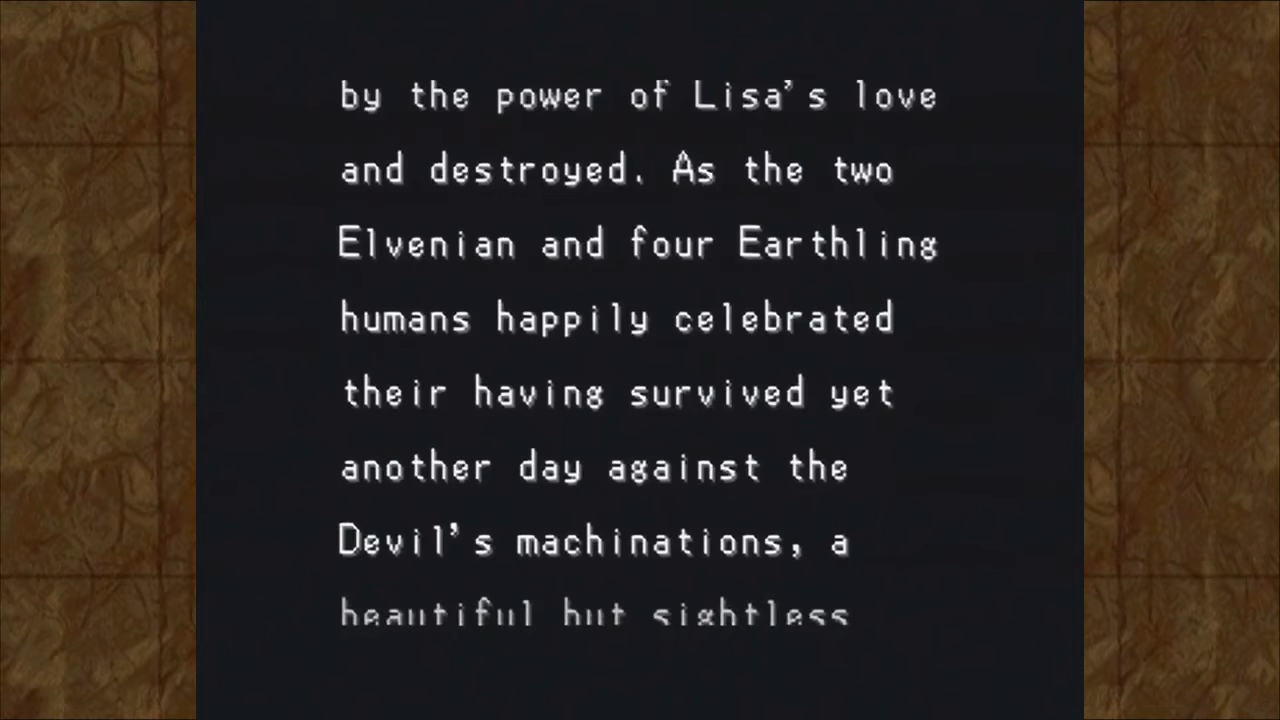 by the power of Lisa's love
and destroyed. As the two
Elvenian and four Earthling
humans happily celebrated
their having survived yet
another day against the
Devil's machinations, a
beautiful but sightless